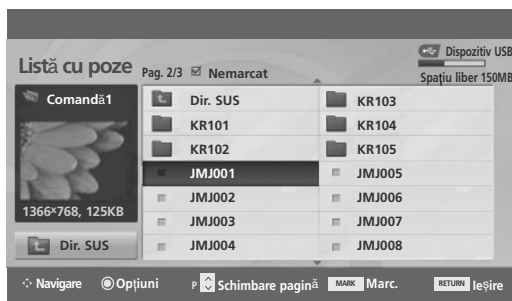 Dispozitiv USB
Listă cu poze Pag. 2/3 Nemarcat Spaţiu liber 150MB
Comandă1
Dir. SUS KR103
KR101 KR104
KR102 KR105
JMJ001 JMJ005
JMJ002 JMJ006
1366x768, 125KB
JMJ003 JMJ007
Dir. SUS
JMJ004 JMJ008
Navigare Opţiuni P Schimbare pagină MARK Marc. RETURN Ieşire